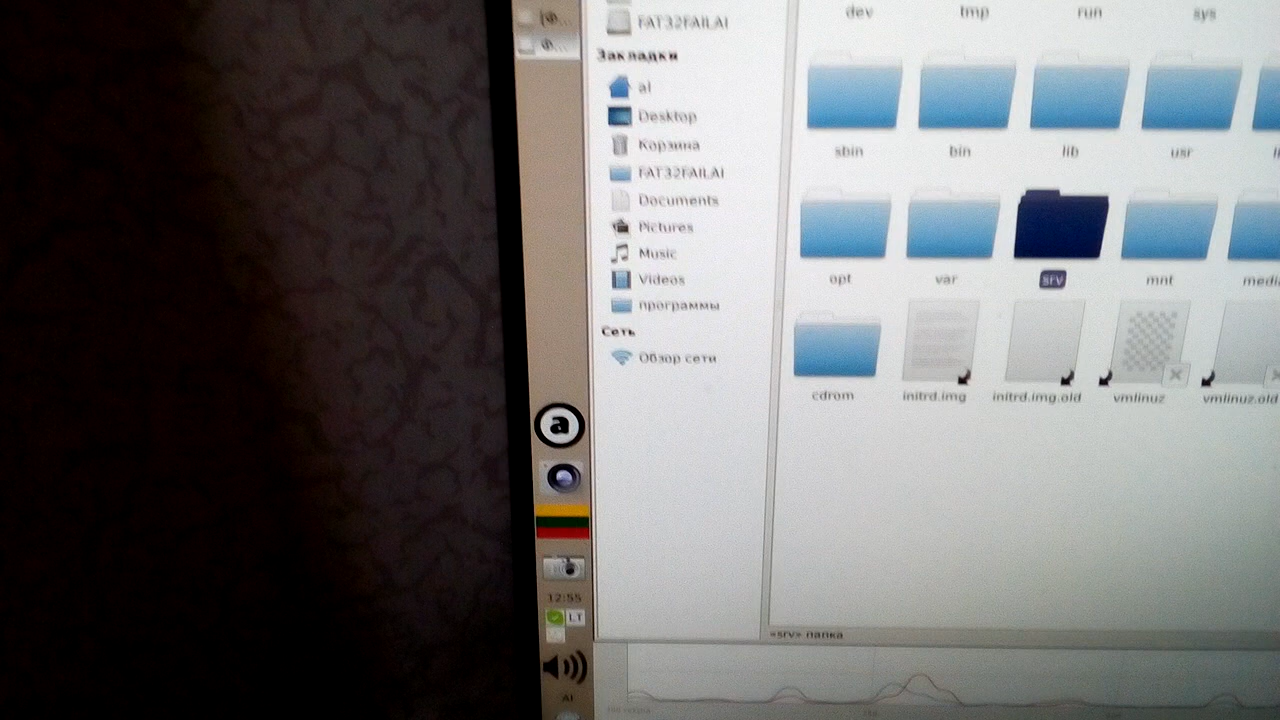 dev tmp run sys
FAT32FAILAI
Закладки
al
Desktop
Корзина
FAT32FAILAI
Documents
Pictures
Music
Videos
программы
Сеть
Обзор сети
sbin bin lib usr
opt var srv mnt
cdrom initrd.img initrd.img.old vmlinuz vmlinuz.old
a
12:55
LT
«srv» папка